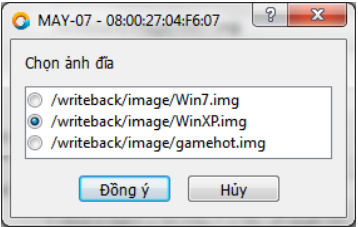 MAY-07 - 08:00:27:04:F6:07
Chọn ảnh đĩa
/writeback/image/Win7.img
/writeback/image/WinXP.img
/writeback/image/gamehot.img
Đồng ý Hủy